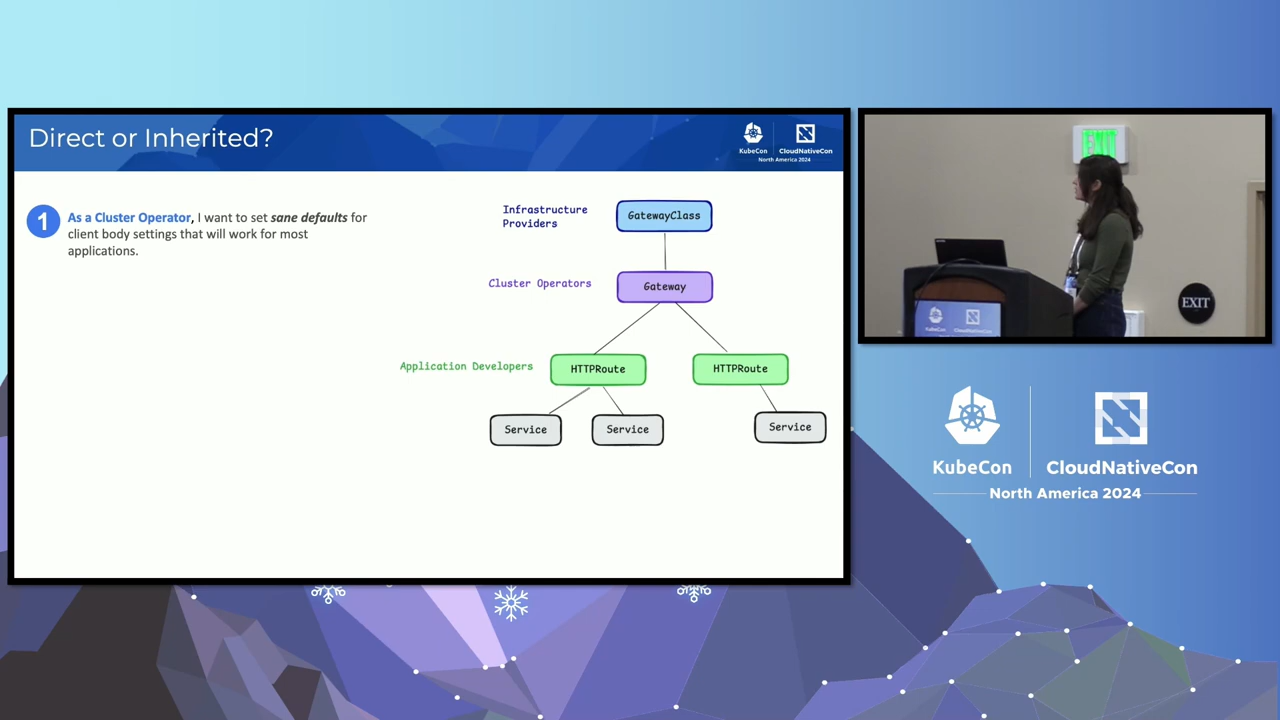 Direct or Inherited?
KubeCon
CloudNativeCon
North America 2024
1
As a Cluster Operator, I want to set sane defaults for
client body settings that will work for most
applications.
Infrastructure
Providers
GatewayClass
Cluster Operators
Gateway
Application Developers
HTTPRoute
HTTPRoute
Service
Service
Service
EXIT
EXIT
KubeCon
CloudNativeCon
KubeCon
CloudNativeCon
North America 2024